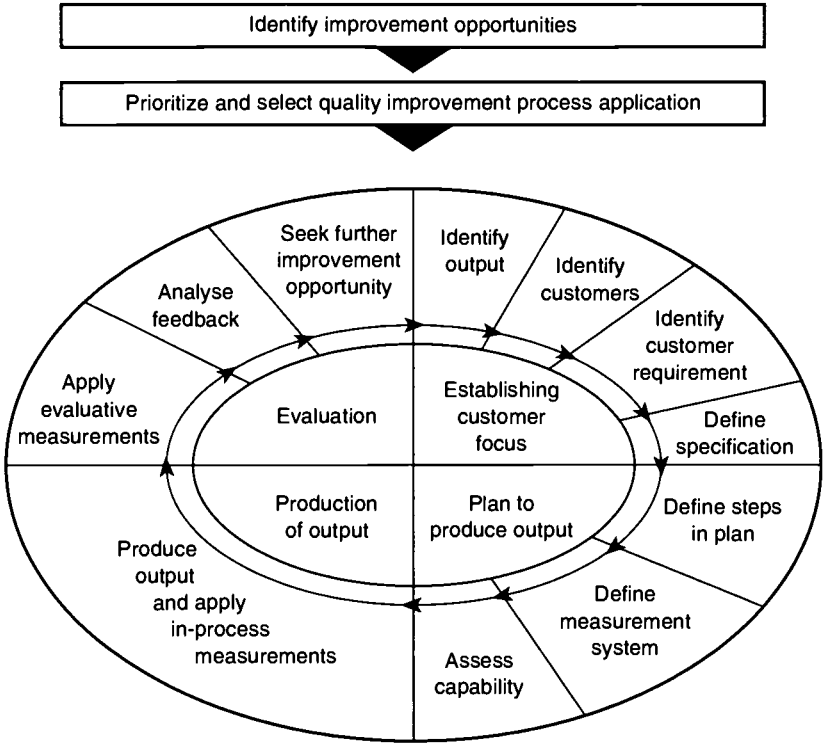 Identify improvement opportunities
Prioritize and select quality improvement process application
Seek further
improvement
opportunity
Identify
output
Identify
customers
Identify
customer
requirement
Define
specification
Define steps
in plan
Define
measurement
system
Assess
capability
Produce
output
and apply
in-process
measurements
Apply
evaluative
measurements
Analyse
feedback
Evaluation
Establishing
customer
focus
Production
of output
Plan to
produce output